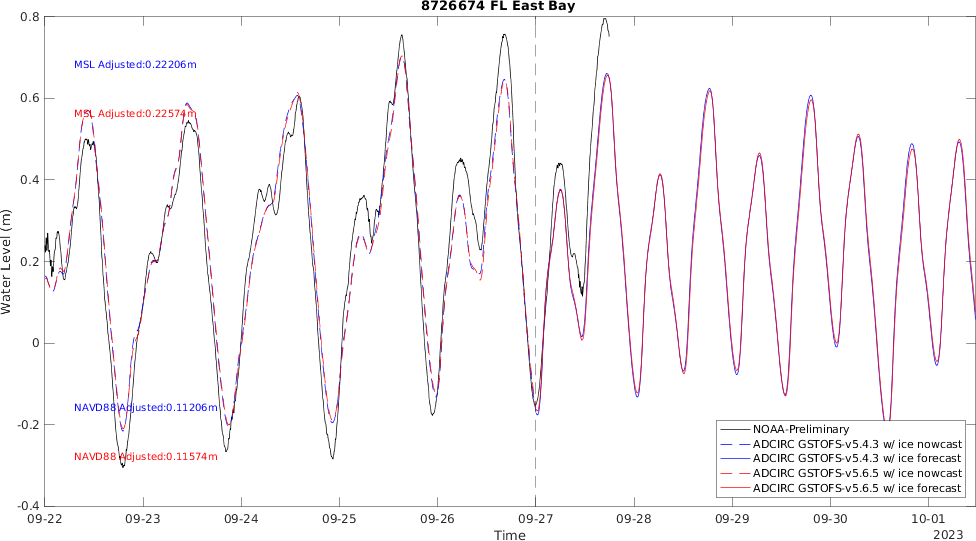 8726674 FL East Bay
0.8
MSL Adjusted:0.22206m
0.6
MSL Adjusted:0.22574m
0.4
Water Level (m)
0.2
0
NAVD88 Adjusted:0.11206m
-0.2
NAVD88 Adjusted:0.11574m
-0.4
NOAA-Preliminary
ADCIRC GSTOFS-v5.4.3 w/ ice nowcast
ADCIRC GSTOFS-v5.4.3 w/ ice forecast
ADCIRC GSTOFS-v5.6.5 w/ ice nowcast
ADCIRC GSTOFS-v5.6.5 w/ ice forecast
09-22 09-23 09-24 09-25 09-26 09-27 09-28 09-29 09-30 10-01
Time
2023